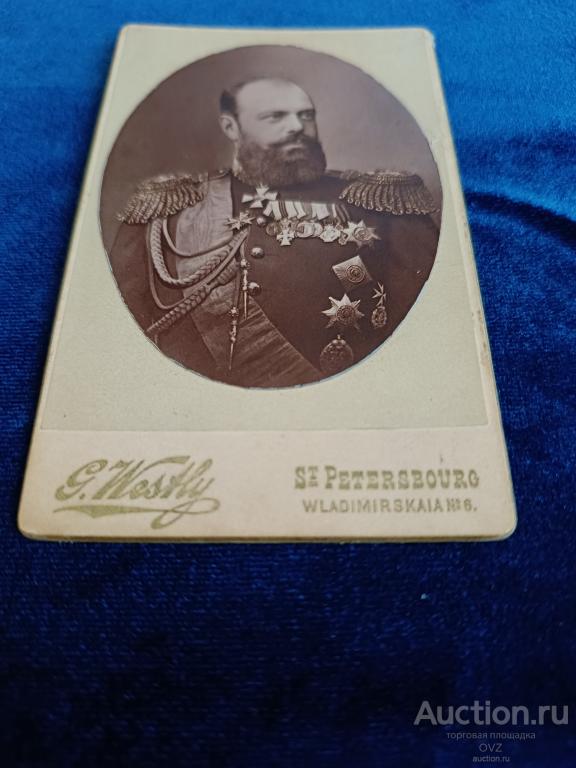 G. Westly
ST PETERSBOURG
WLADIMIRSKAIA № 6.
Auction.ru
торговая площадка
OVZ
auction.ru